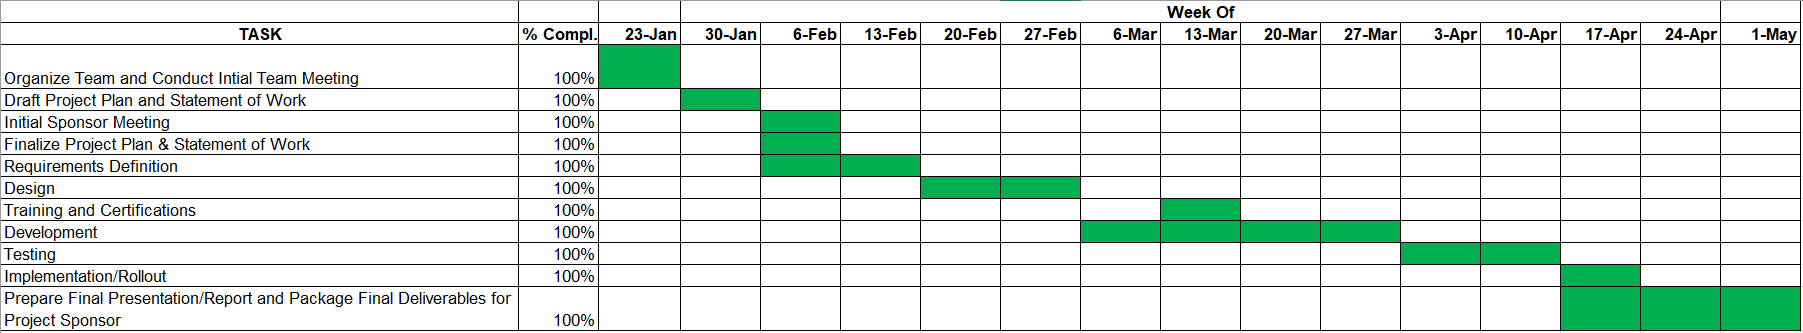 Week Of
TASK % Compl. 23-Jan 30-Jan 6-Feb 13-Feb 20-Feb 27-Feb 6-Mar 13-Mar 20-Mar 27-Mar 3-Apr 10-Apr 17-Apr 24-Apr 1-May
Organize Team and Conduct Intial Team Meeting 100%
Draft Project Plan and Statement of Work 100%
Initial Sponsor Meeting 100%
Finalize Project Plan & Statement of Work 100%
Requirements Definition 100%
Design 100%
Training and Certifications 100%
Development 100%
Testing 100%
Implementation/Rollout 100%
Prepare Final Presentation/Report and Package Final Deliverables for
Project Sponsor 100%